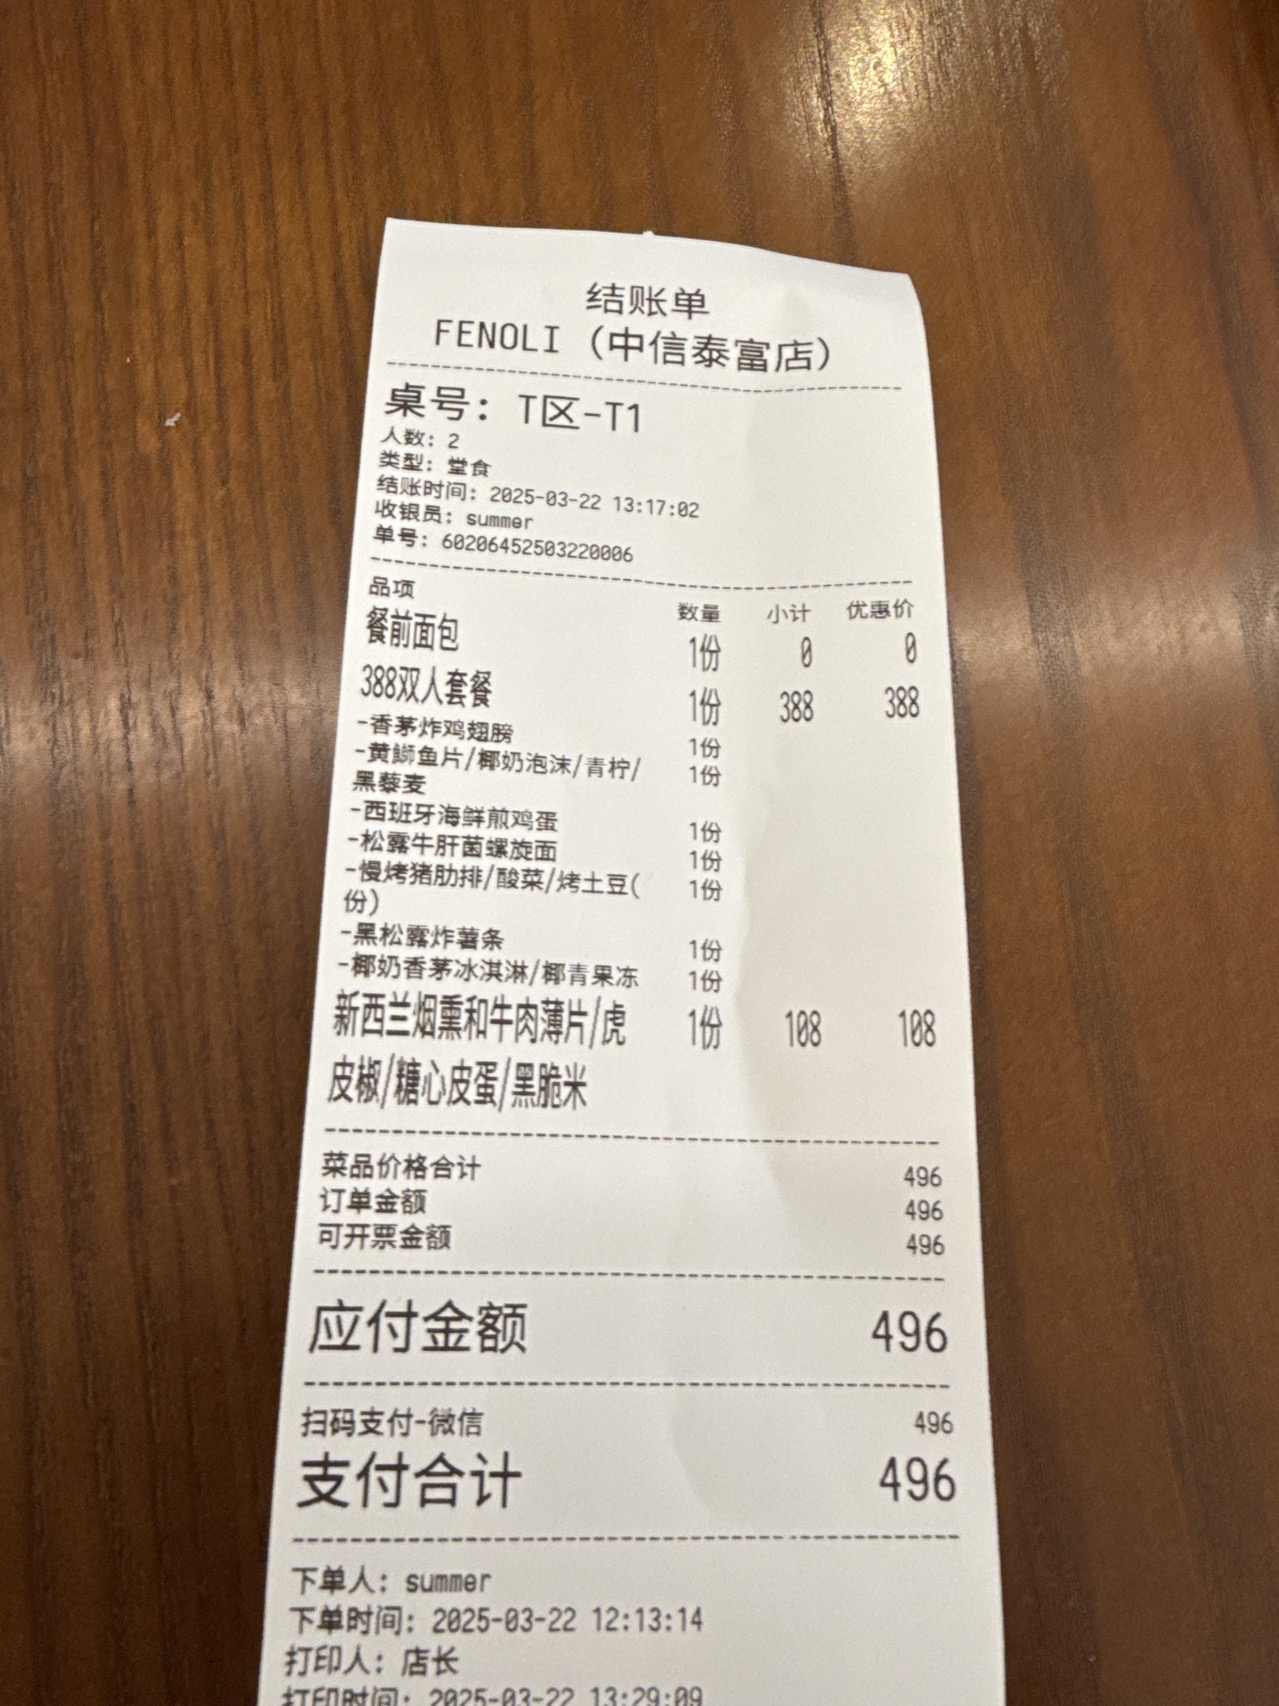 结账单
FENOLI（中信泰富店）
桌号：T区-T1
人数：2
类型：堂食
结账时间：2025-03-22 13:17:02
收银员：summer
单号：60206452503220006
品项 数量 小计 优惠价
餐前面包 1份 0 0
388双人套餐 1份 388 388
-香茅炸鸡翅膀 1份
-黄鰤鱼片/椰奶泡沫/青柠/ 1份
黑藜麦
-西班牙海鲜煎鸡蛋 1份
-松露牛肝菌螺旋面 1份
-慢烤猪肋排/酸菜/烤土豆( 1份
份)
-黑松露炸薯条 1份
-椰奶香茅冰淇淋/椰青果冻 1份
新西兰烟熏和牛肉薄片/虎 1份 108 108
皮椒/糖心皮蛋/黑脆米
菜品价格合计 496
订单金额 496
可开票金额 496
应付金额 496
扫码支付-微信 496
支付合计 496
下单人：summer
下单时间：2025-03-22 12:13:14
打印人：店长
打印时间：2025-03-22 13:29:09